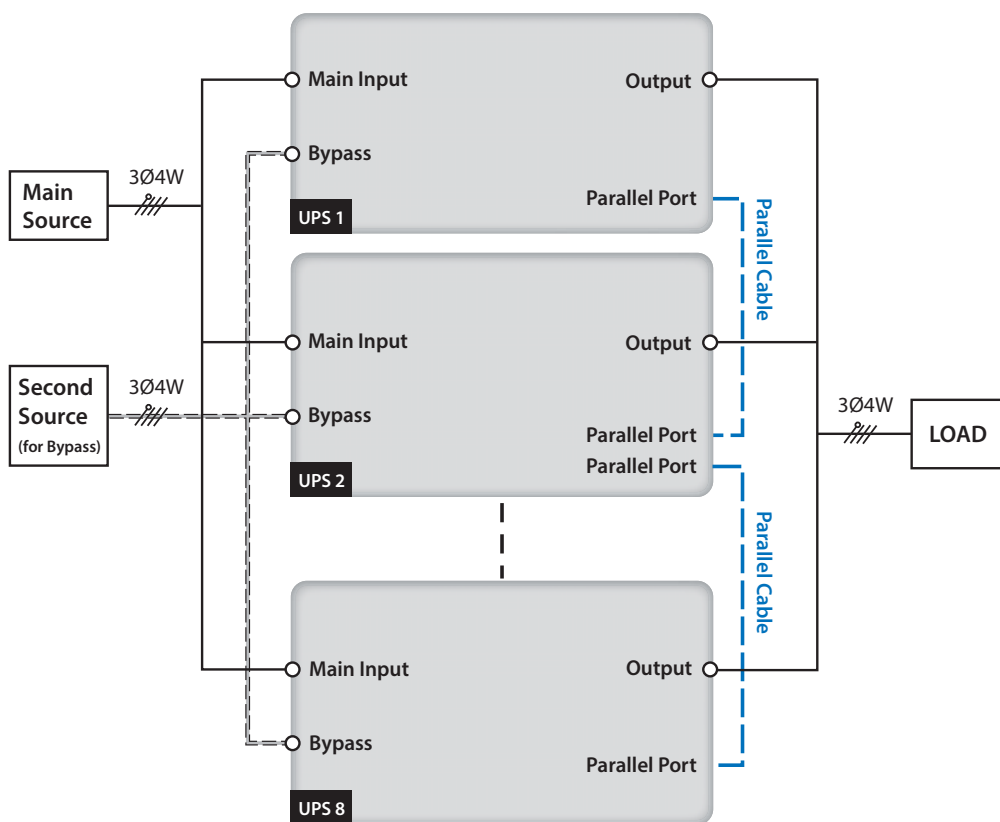 Main Input
Output
Bypass
Parallel Port
UPS 1
Main
Source
3Ø4W
Parallel Cable
Main Input
Output
Bypass
Parallel Port
Parallel Port
UPS 2
Second
Source
(for Bypass)
3Ø4W
3Ø4W
LOAD
Parallel Cable
Main Input
Output
Bypass
Parallel Port
UPS 8